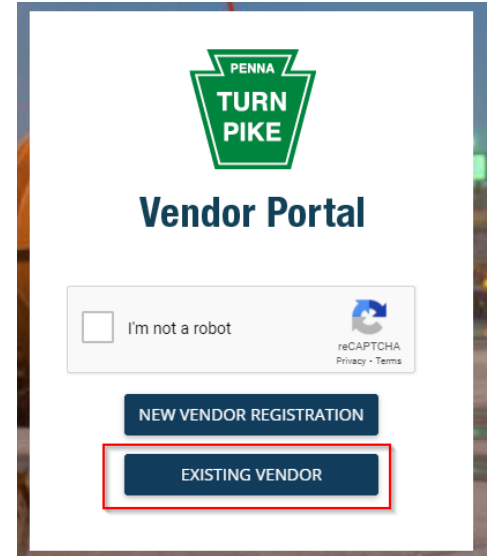 PENNA
TURN
PIKE
Vendor Portal
I'm not a robot
reCAPTCHA
Privacy - Terms
NEW VENDOR REGISTRATION
EXISTING VENDOR